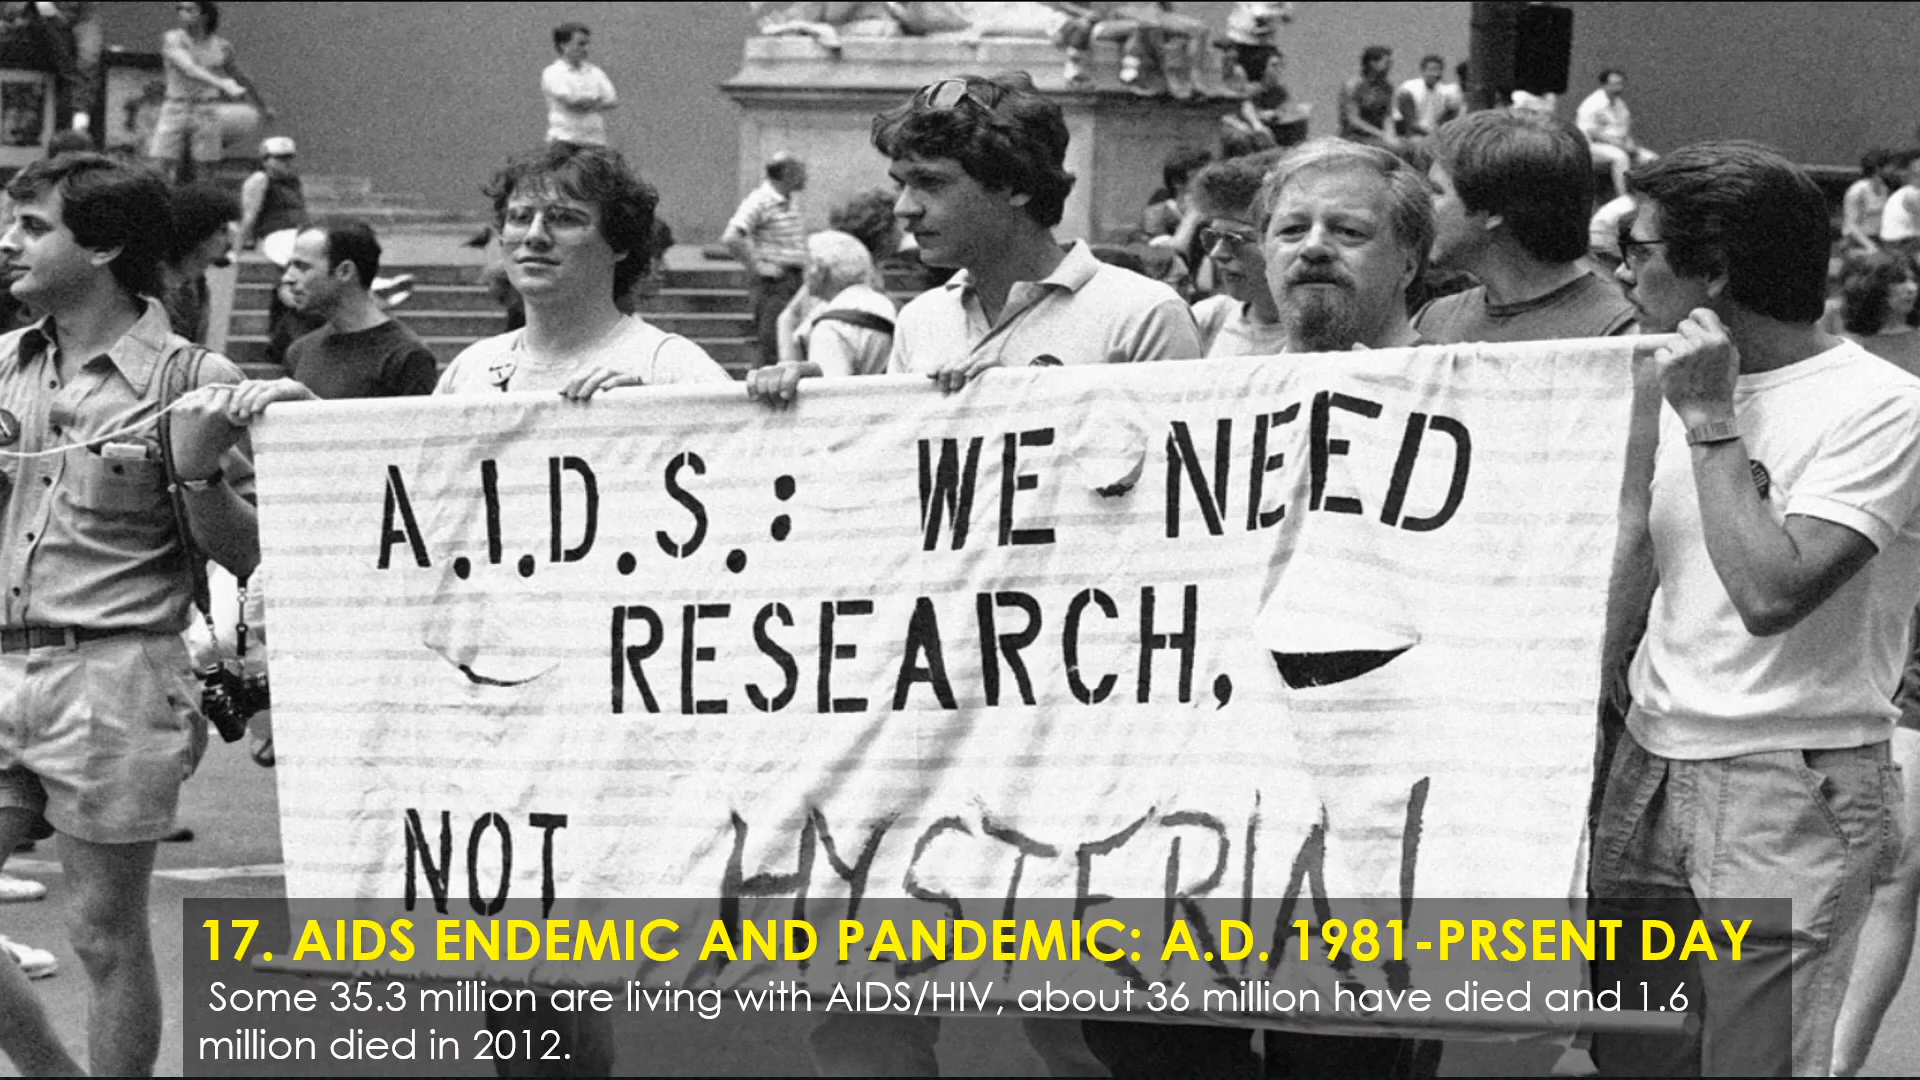 A.I.D.S.: WE NEED
RESEARCH,
NOT HYSTERIA!
17. AIDS ENDEMIC AND PANDEMIC: A.D. 1981-PRSENT DAY
Some 35.3 million are living with AIDS/HIV, about 36 million have died and 1.6
million died in 2012.